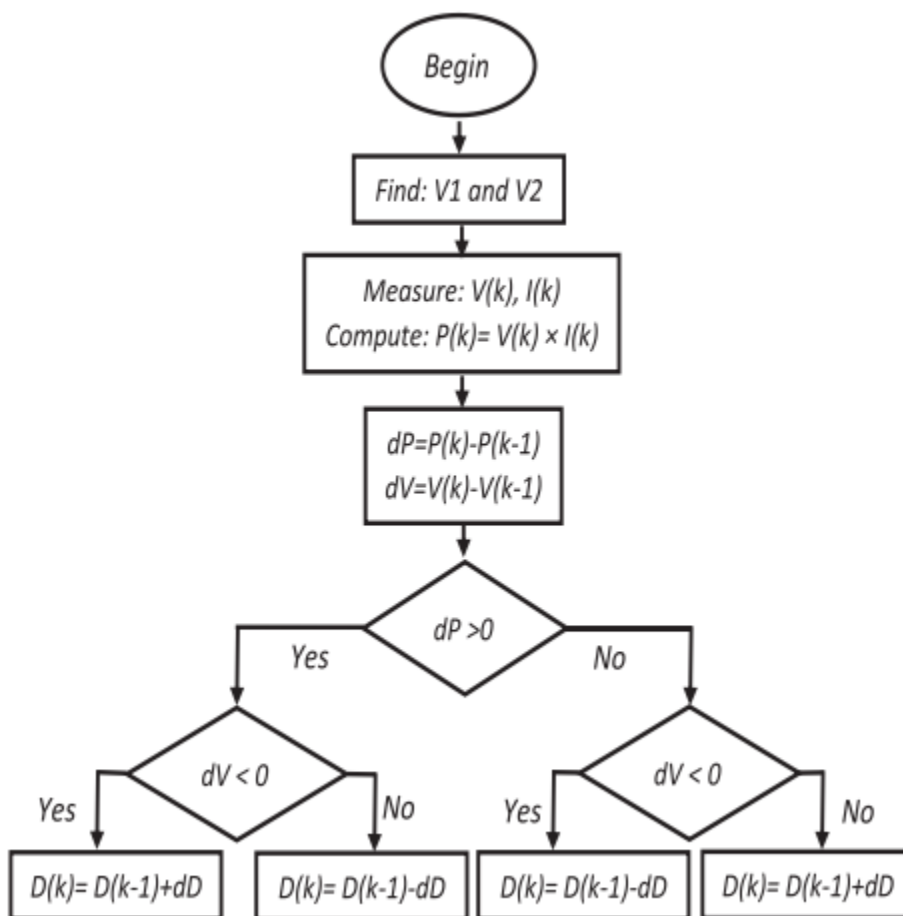 Begin
Find: V1 and V2
Measure: V(k), I(k)
Compute: P(k)= V(k) × I(k)
dP=P(k)-P(k-1)
dV=V(k)-V(k-1)
dP >0
Yes
No
dV < 0
dV < 0
Yes
No
Yes
No
D(k)= D(k-1)+dD
D(k)= D(k-1)-dD
D(k)= D(k-1)-dD
D(k)= D(k-1)+dD